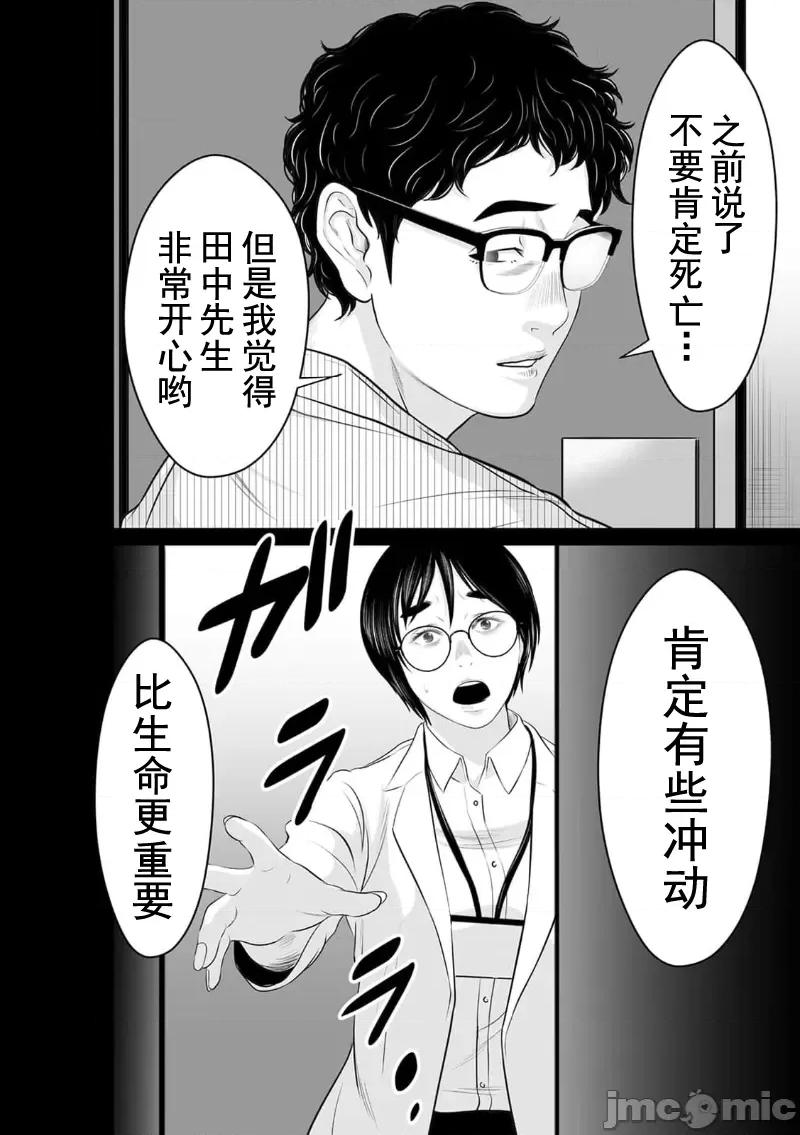 之前说了
不要肯定死亡…
但是我觉得
田中先生
非常开心哟
肯定有些冲动
ガバッ
比生命更重要
jmcomic